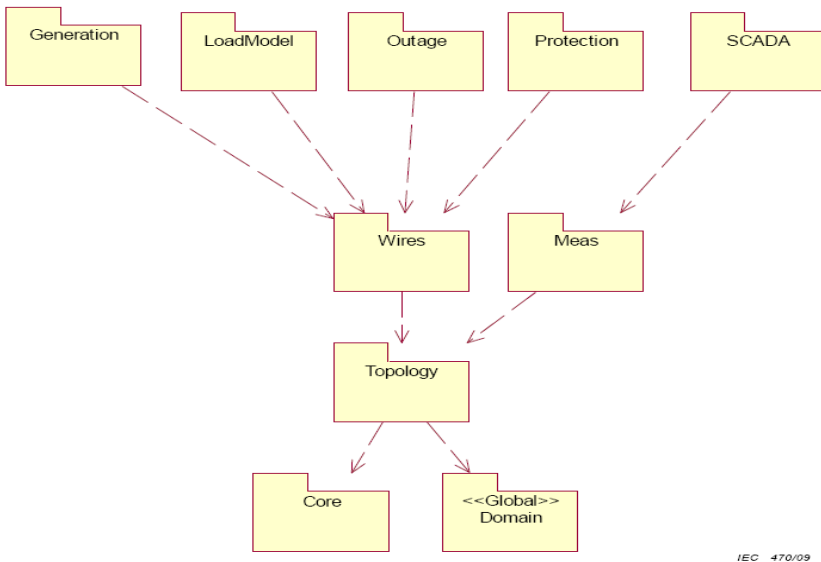 Generation
LoadModel
Outage
Protection
SCADA
Wires
Meas
Topology
Core
<<Global>>
Domain
IEC 470/09